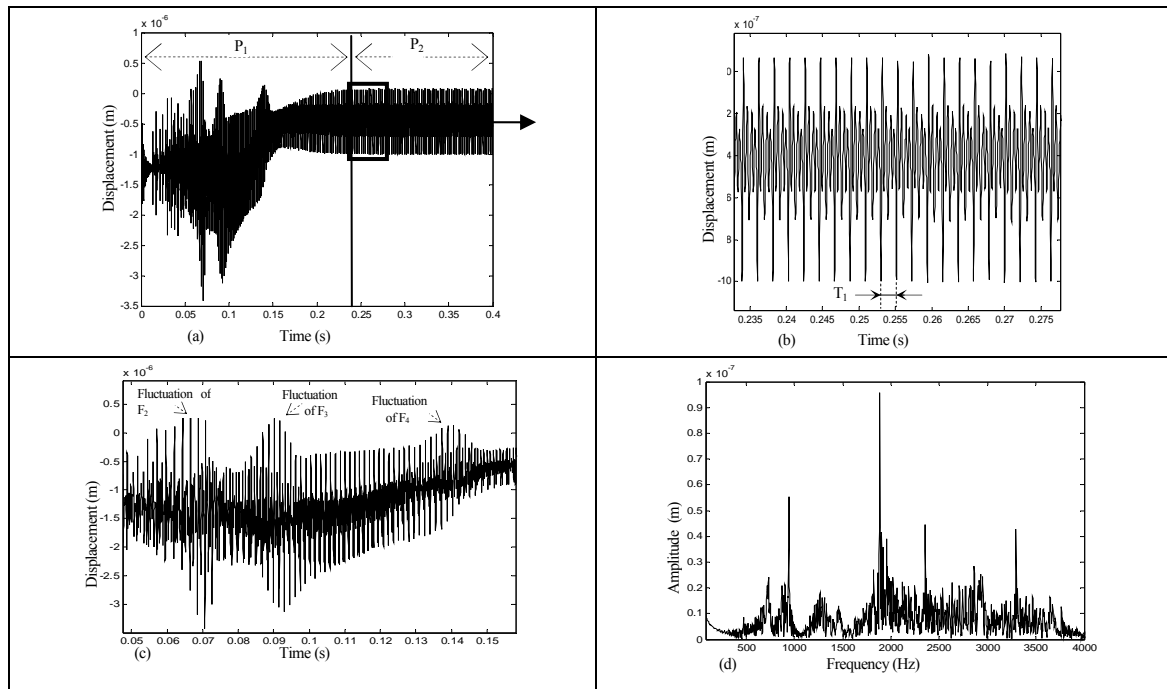 x 10⁻⁶
1
0.5
0
-0.5
-1
-1.5
-2
-2.5
-3
-3.5
Displacement (m)
P₁
P₂
0 0.05 0.1 0.15 0.2 0.25 0.3 0.35 0.4
(a) Time (s)
x 10⁻⁷
0
2
4
6
8
-10
Displacement (m)
T₁
0.235 0.24 0.245 0.25 0.255 0.26 0.265 0.27 0.275
(b) Time (s)
x 10⁻⁶
0.5
0
-0.5
-1
-1.5
-2
-2.5
-3
Displacement (m)
Fluctuation of
F₂
Fluctuation
of F₃
Fluctuation
of F₄
0.05 0.06 0.07 0.08 0.09 0.1 0.11 0.12 0.13 0.14 0.15
(c) Time (s)
x 10⁻⁷
1
0.9
0.8
0.7
0.6
0.5
0.4
0.3
0.2
0.1
0
Amplitude (m)
500 1000 1500 2000 2500 3000 3500 4000
(d) Frequency (Hz)